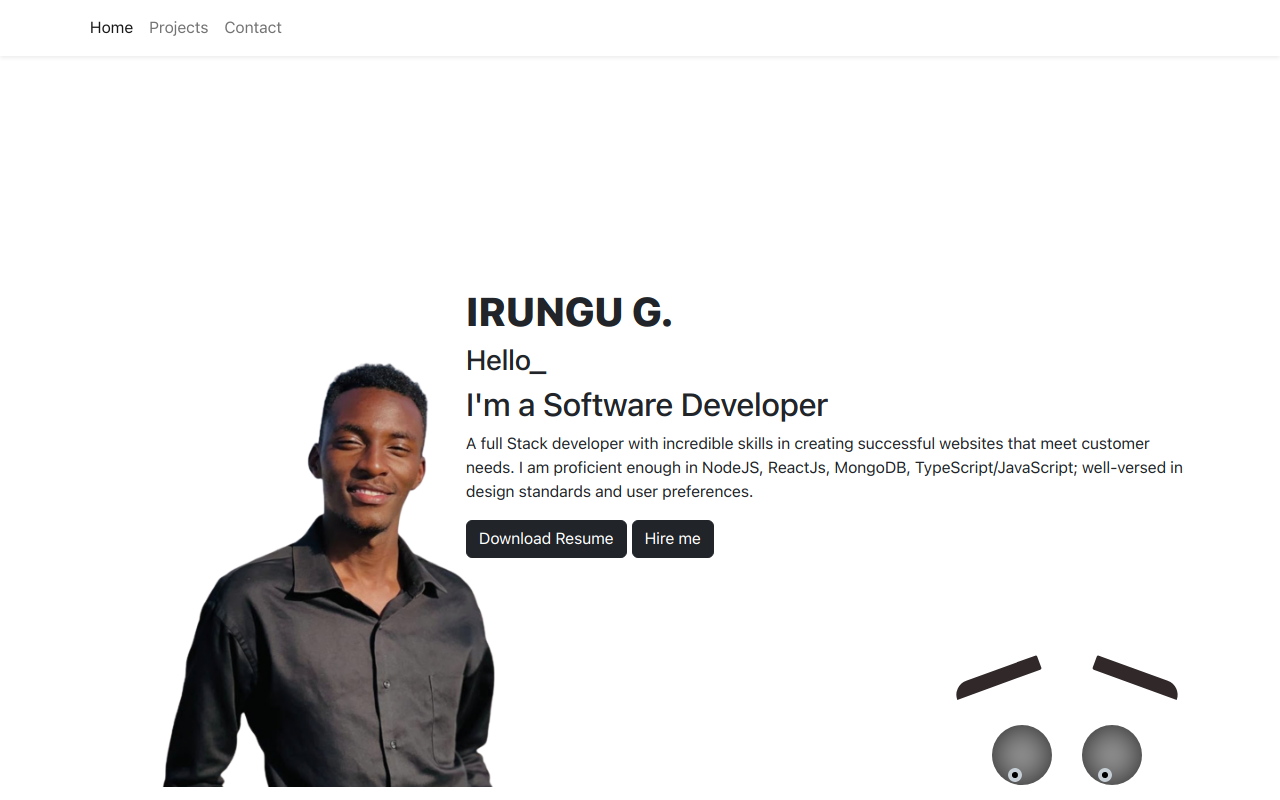 Home Projects Contact
IRUNGU G.
Hello_
I'm a Software Developer
A full Stack developer with incredible skills in creating successful websites that meet customer
needs. I am proficient enough in NodeJS, ReactJs, MongoDB, TypeScript/JavaScript; well-versed in
design standards and user preferences.
Download Resume Hire me